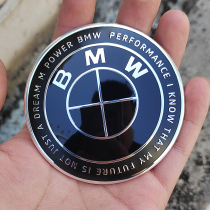 BMW
M POWER BMW PERFORMANCE I KNOW THAT MY FUTURE IS NOT JUST A DREAM